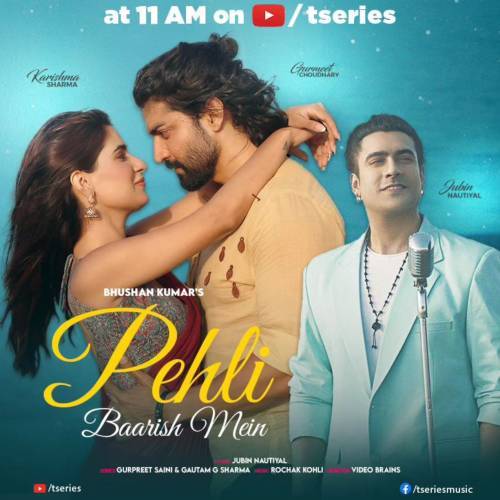 at 11 AM on /tseries
Karishma
SHARMA
Gurmeet
CHOUDHARY
Jubin
NAUTIYAL
BHUSHAN KUMAR'S
Pehli
Baarish Mein
JUBIN NAUTIYAL
GURPREET SAINI & GAUTAM G SHARMA ROCHAK KOHLI VIDEO BRAINS
/tseries
/tseriesmusic